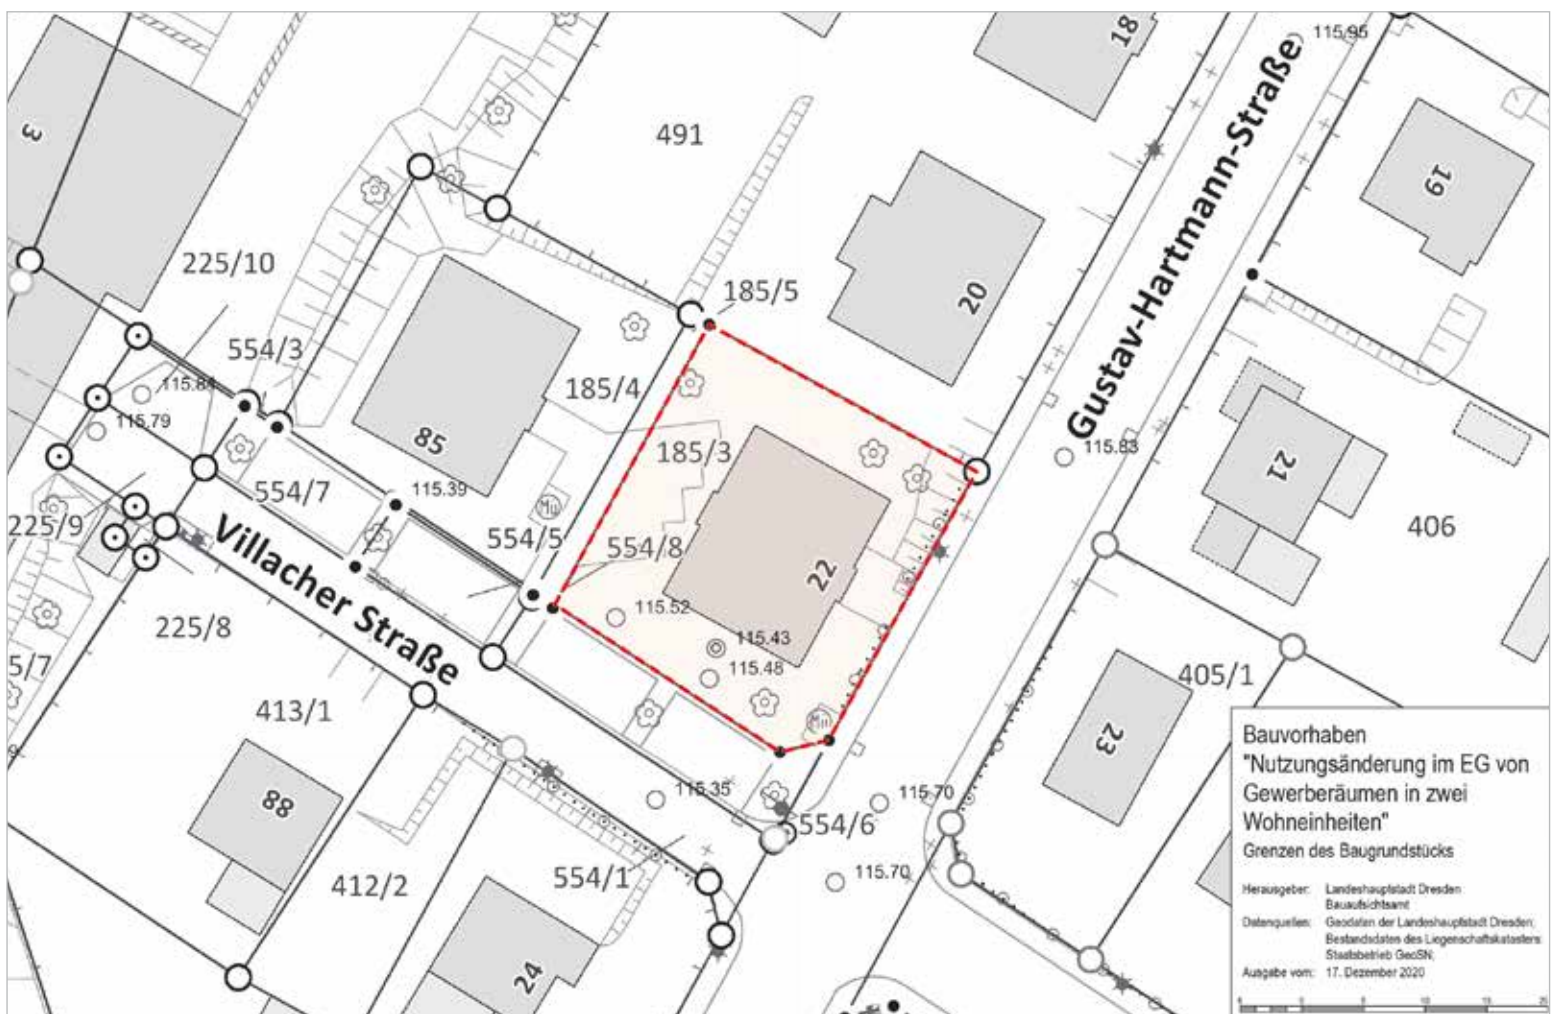 115.95
18
3
491
19
225/10
185/5
20
Gustav-Hartmann-Straße
554/3
115.84
185/4
115.79
85
185/3
115.83
21
115.39
554/7
Mü
406
225/9
554/5
554/8
22
Villacher Straße
115.52
225/8
115.43
5/7
115.48
405/1
413/1
Mü
23
88
115.35
115.70
554/6
554/1
115.70
412/2
24
Bauvorhaben
"Nutzungsänderung im EG von
Gewerberäumen in zwei
Wohneinheiten"
Grenzen des Baugrundstücks
Herausgeber: Landeshauptstadt Dresden
Bauaufsichtsamt
Datenquellen: Geodaten der Landeshauptstadt Dresden;
Bestandsdaten des Liegenschaftskatasters:
Staatsbetrieb GeoSN;
Ausgabe vom: 17. Dezember 2020